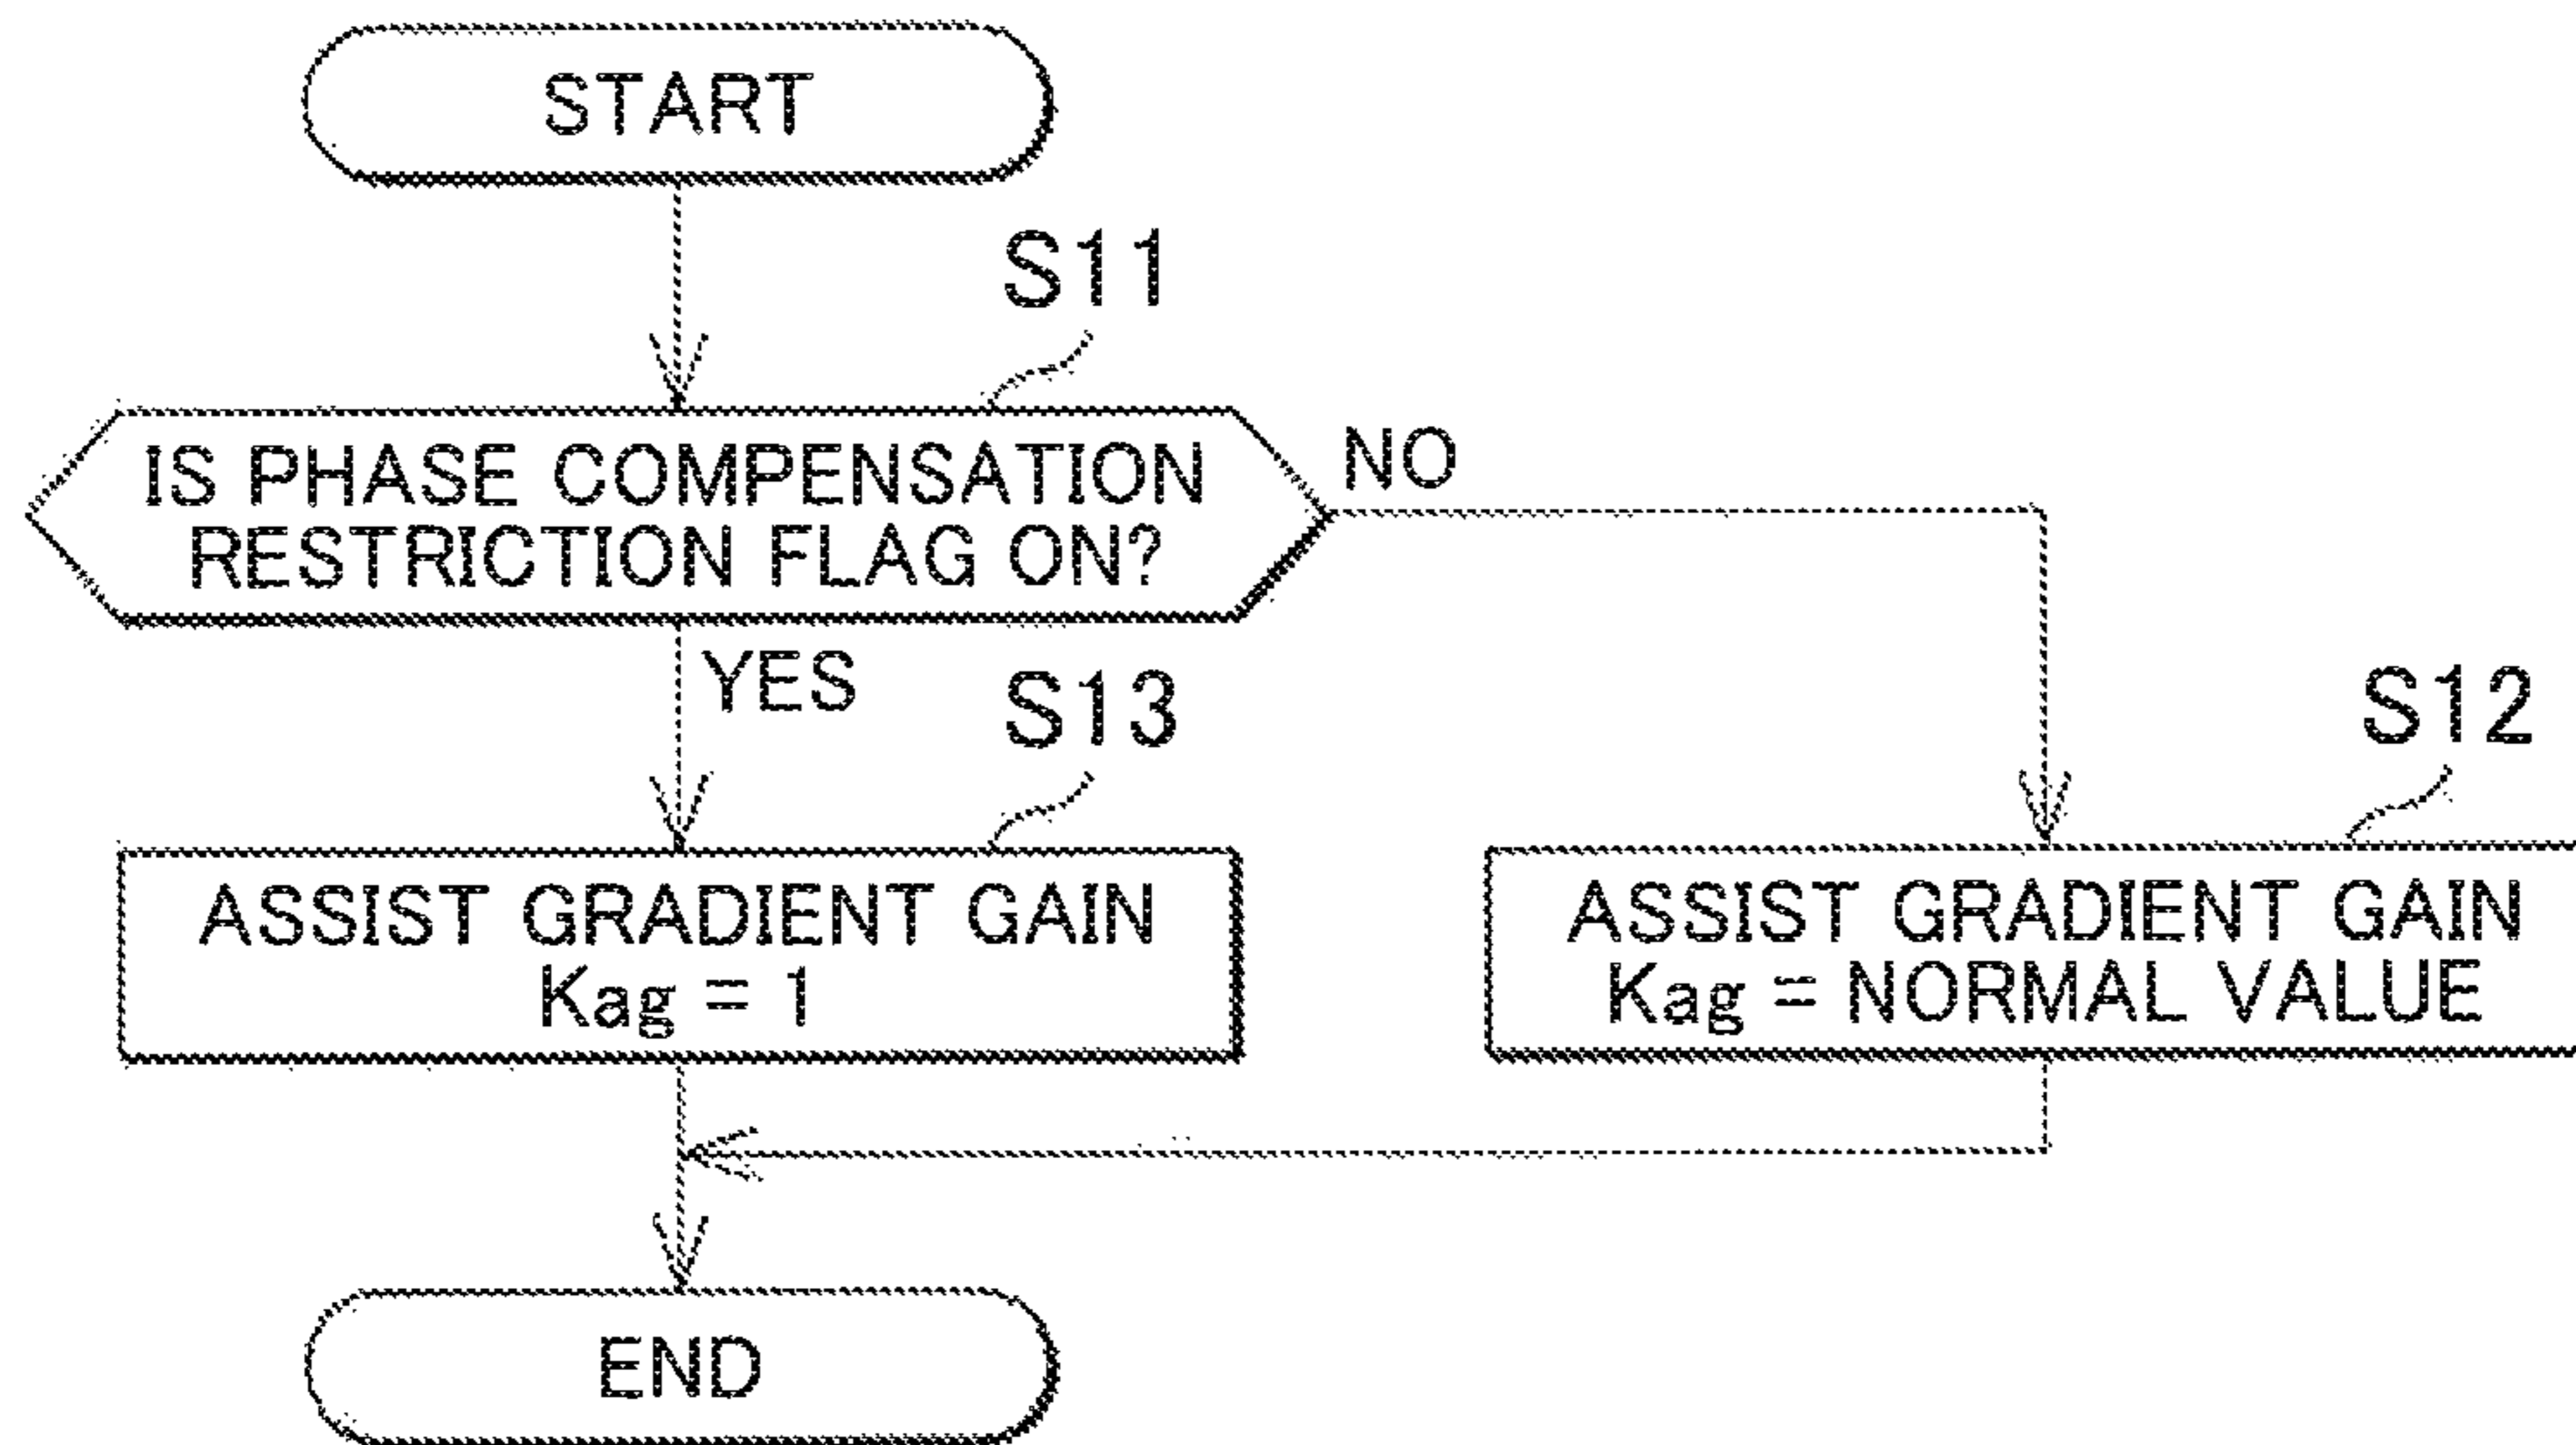 START
S11
IS PHASE COMPENSATION
RESTRICTION FLAG ON?
NO
YES
S13
S12
ASSIST GRADIENT GAIN
Kag = 1
ASSIST GRADIENT GAIN
Kag = NORMAL VALUE
END